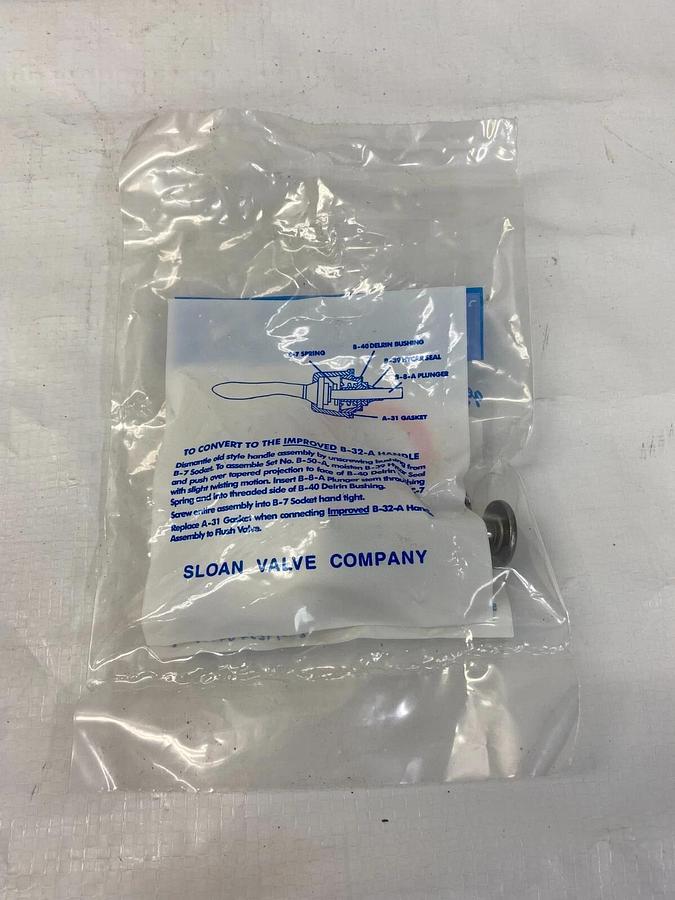 B-40 DELRIN BUSHING
-7 SPRING
B-39 HYCAR SEAL
B-8-A PLUNGER
A-31 GASKET
TO CONVERT TO THE IMPROVED B-32-A HANDLE
Dismantle old style handle assembly by unscrewing bushing from
B-7 Socket. To assemble Set No. B-50-A, moisten B-39 Hycar Seal
and push over tapered projection to face of B-40 Delrin
with slight twisting motion. Insert B-8-A Plunger stem through
Spring and into threaded side of B-40 Delrin Bushing.
Screw entire assembly into B-7 Socket hand tight.
Replace A-31 Gasket when connecting Improved B-32-A Hand
Assembly to Flush Valve.
SLOAN VALVE COMPANY